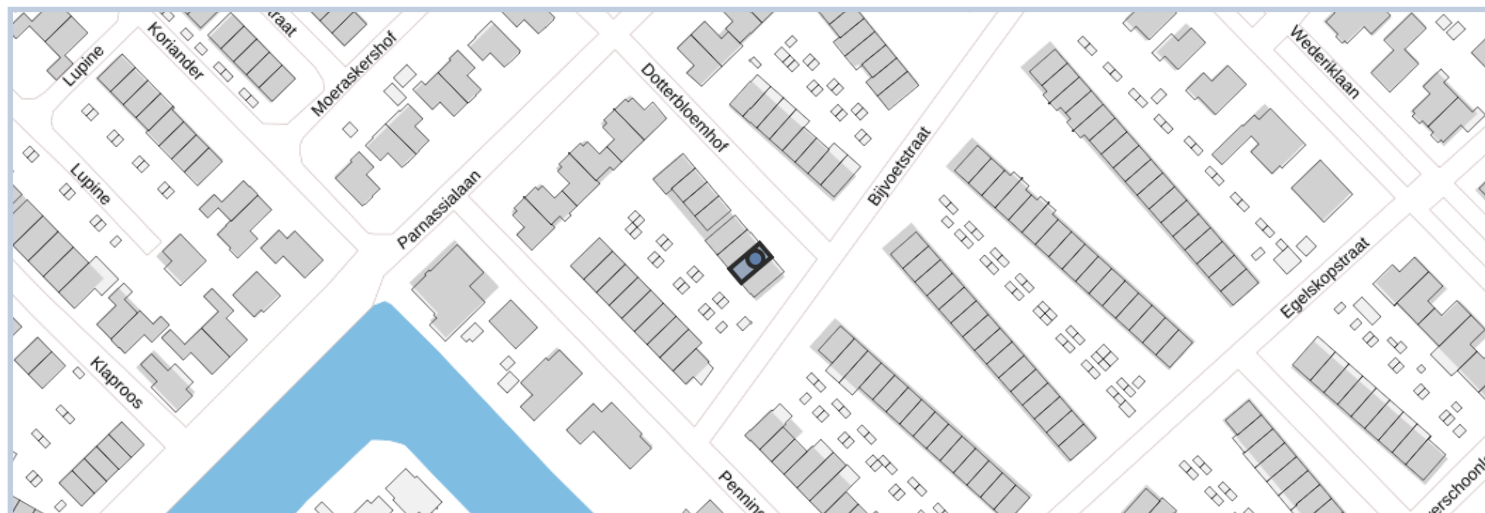 Lupine
Koriander
Moeraskershof
Dotterbloemhof
Wederiklaan
Lupine
Parnassialaan
Bijvoetstraat
Egelskopstraat
Klaproos